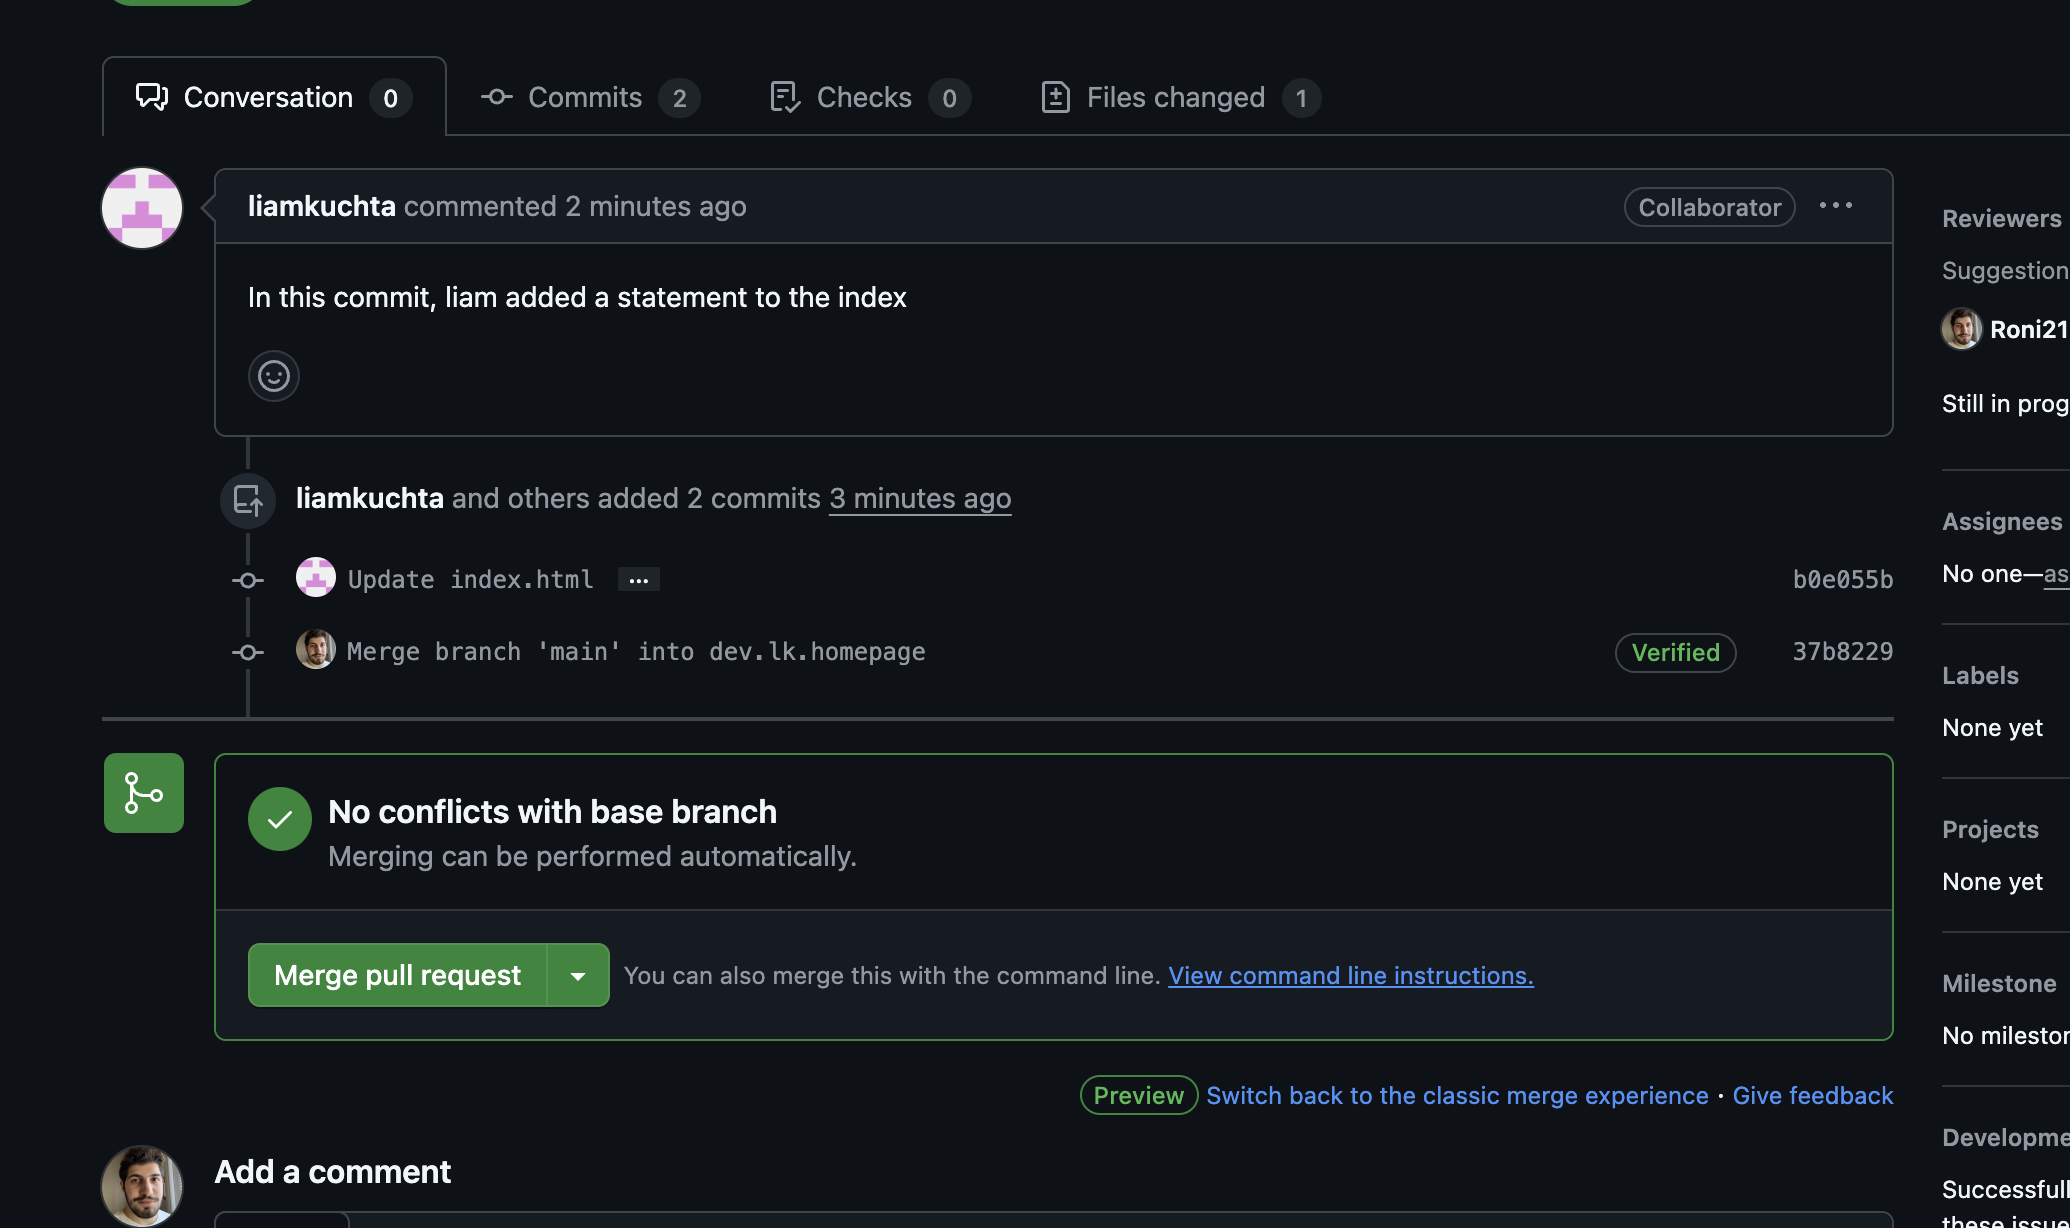 Conversation 0
Commits 2
Checks 0
Files changed 1
liamkuchta commented 2 minutes ago
Collaborator
In this commit, liam added a statement to the index
liamkuchta and others added 2 commits 3 minutes ago
Update index.html ...
b0e055b
Merge branch 'main' into dev.lk.homepage
Verified
37b8229
No conflicts with base branch
Merging can be performed automatically.
Merge pull request
You can also merge this with the command line. View command line instructions.
Preview Switch back to the classic merge experience · Give feedback
Add a comment
Reviewers
Suggestion
Roni21
Still in prog
Assignees
No one—as
Labels
None yet
Projects
None yet
Milestone
No mileston
Developme
Successfull
these issue